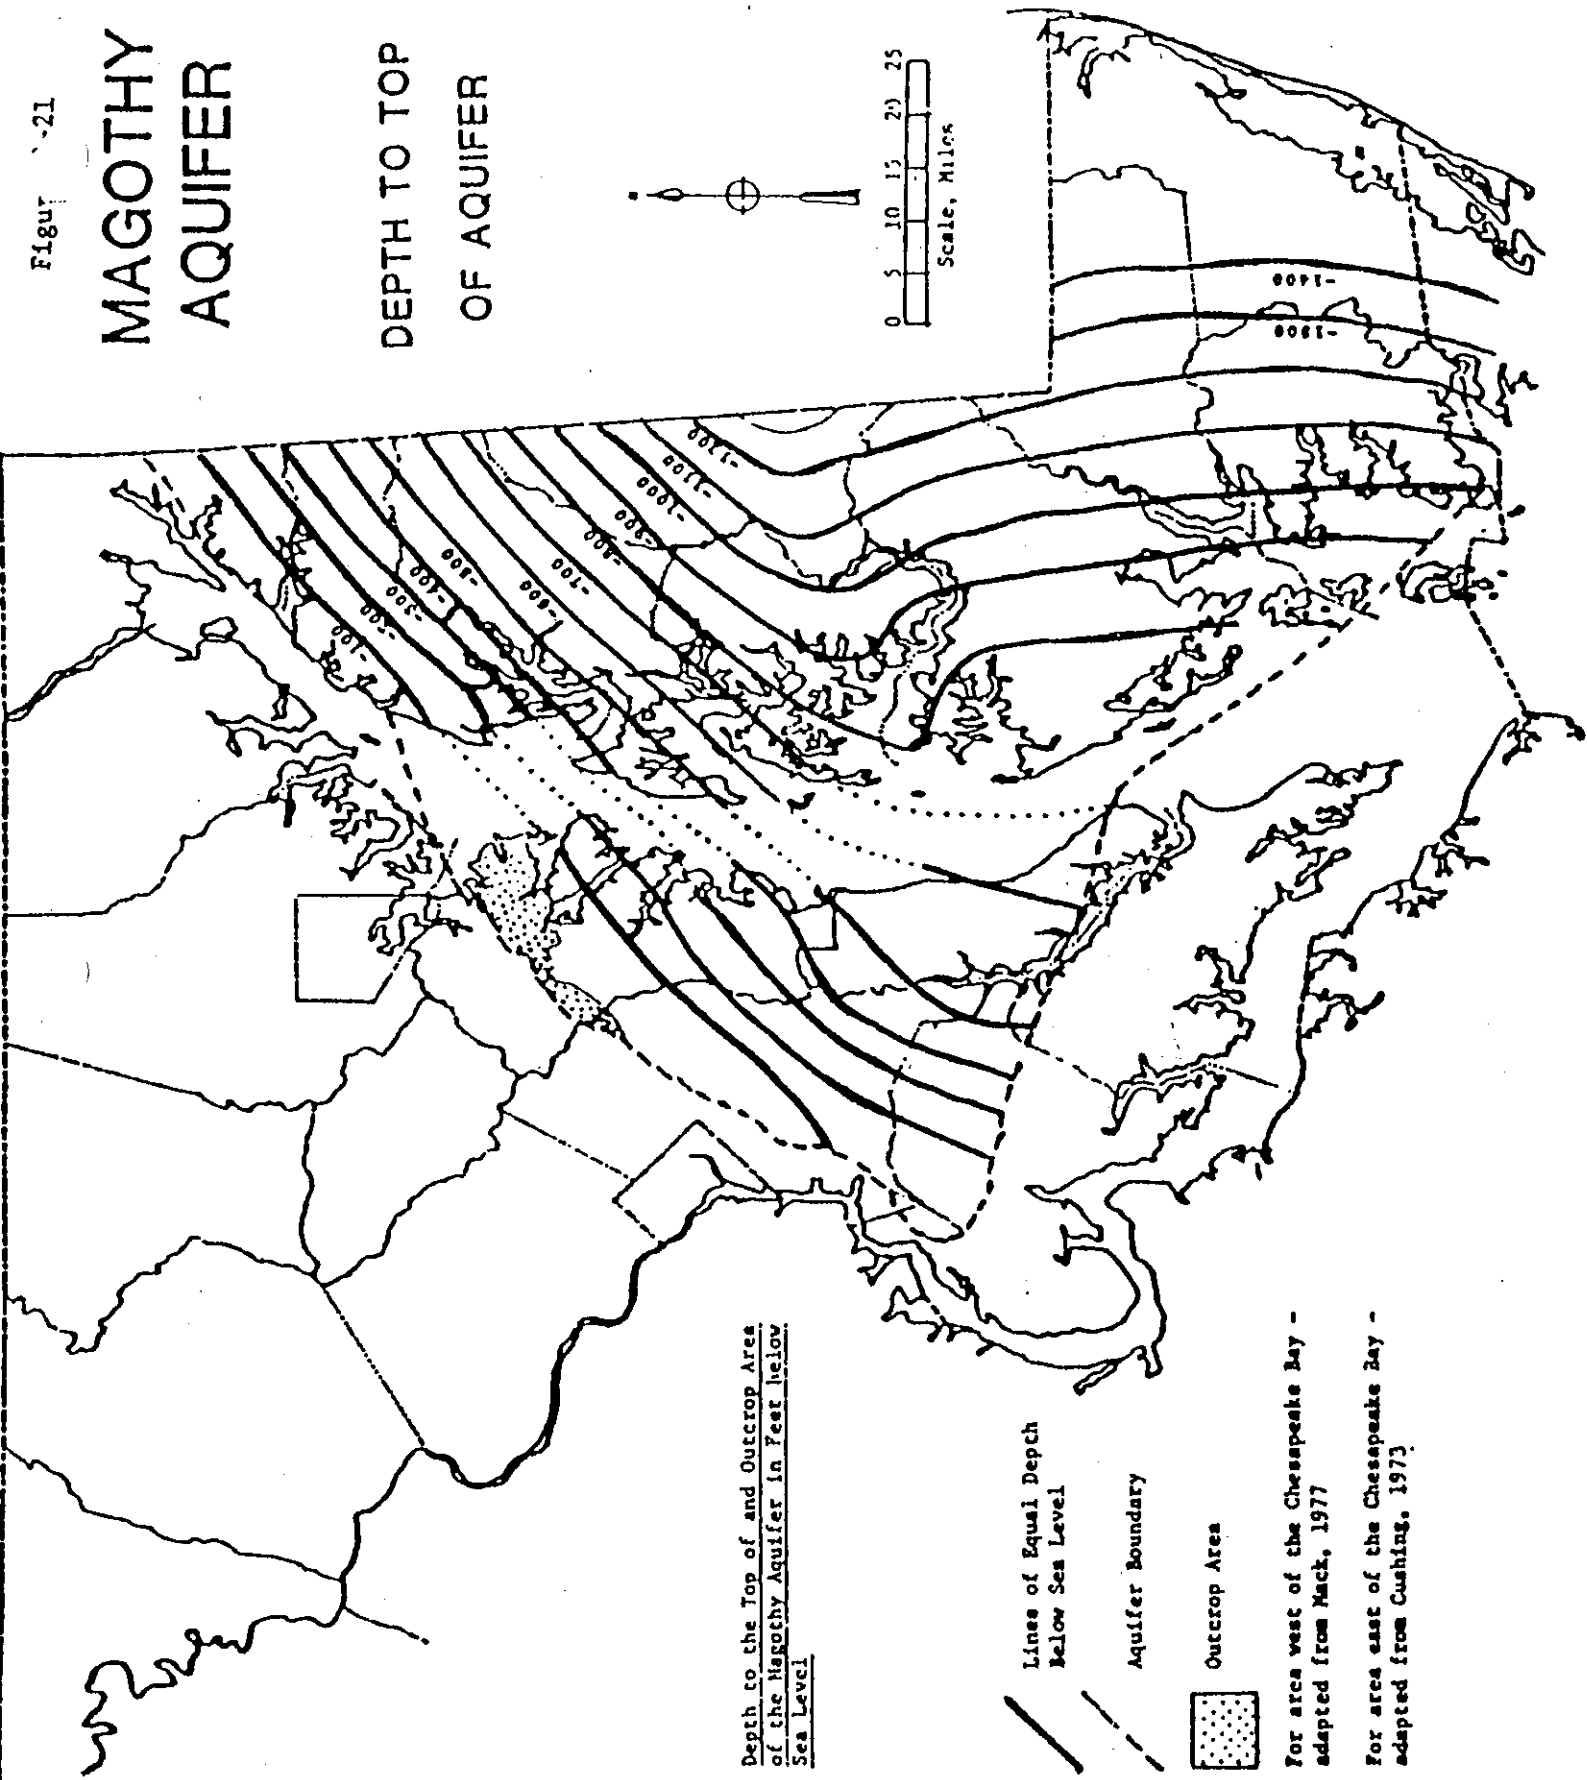 Figur -21
MAGOTHY
AQUIFER
DEPTH TO TOP
OF AQUIFER
0 5 10 15 20 25
Scale, Miles
-100
-200
-300
-400
-500
-600
-700
-800
-900
-1000
-1100
-1200
-1300
-1400
Depth to the Top of and Outcrop Area
of the Magothy Aquifer in Feet below
Sea Level
Lines of Equal Depth
Below Sea Level
Aquifer Boundary
Outcrop Area
For area west of the Chesapeake Bay -
adapted from Mack, 1977
For area east of the Chesapeake Bay -
adapted from Cushing, 1973